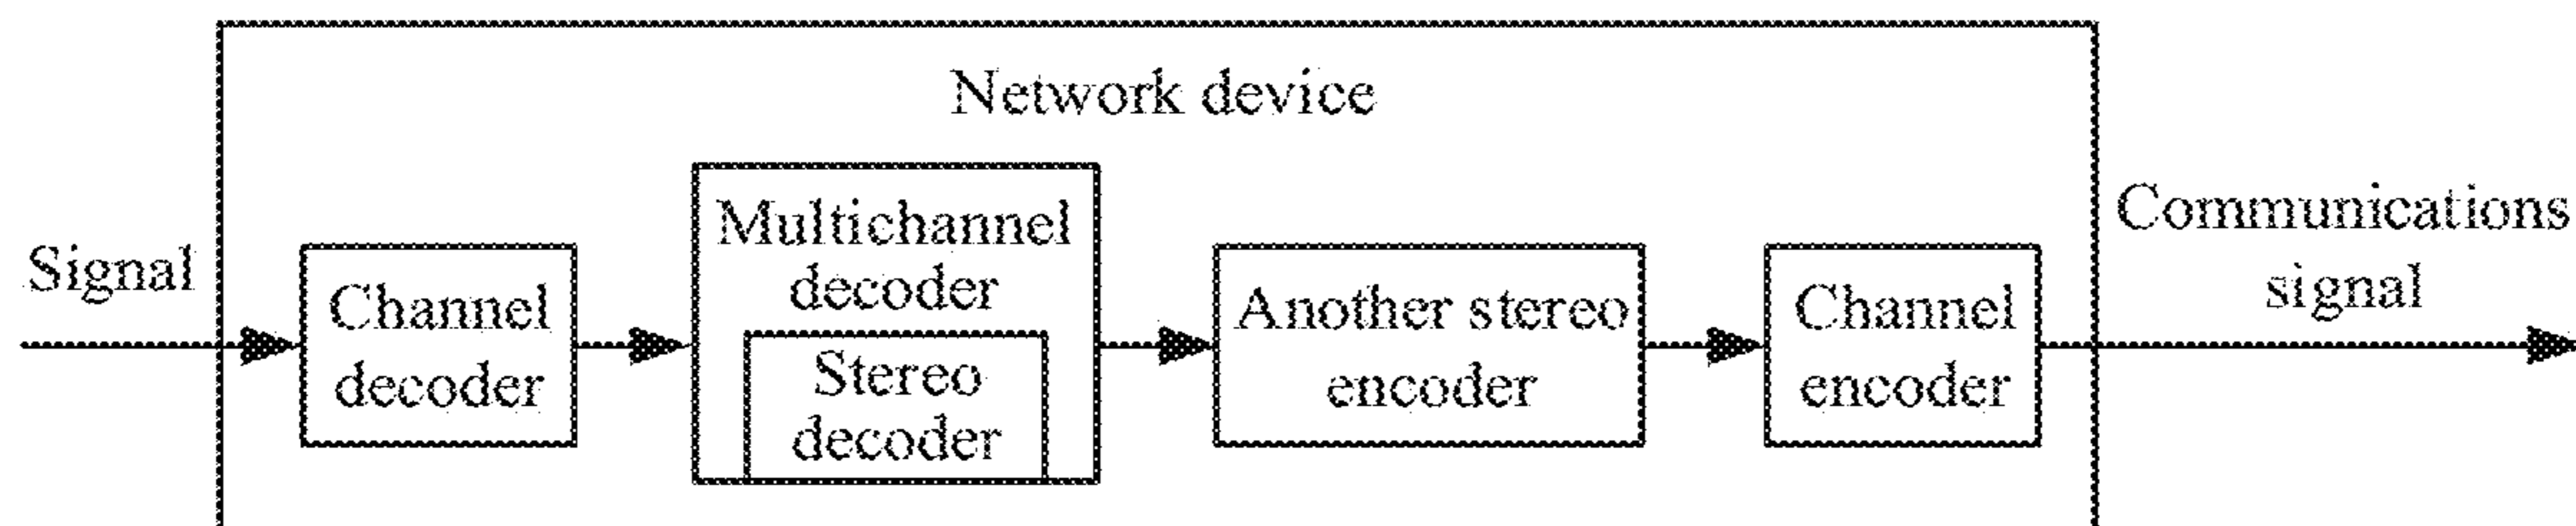 Network device
Signal
Channel
decoder
Multichannel
decoder
Stereo
decoder
Another stereo
encoder
Channel
encoder
Communications
signal